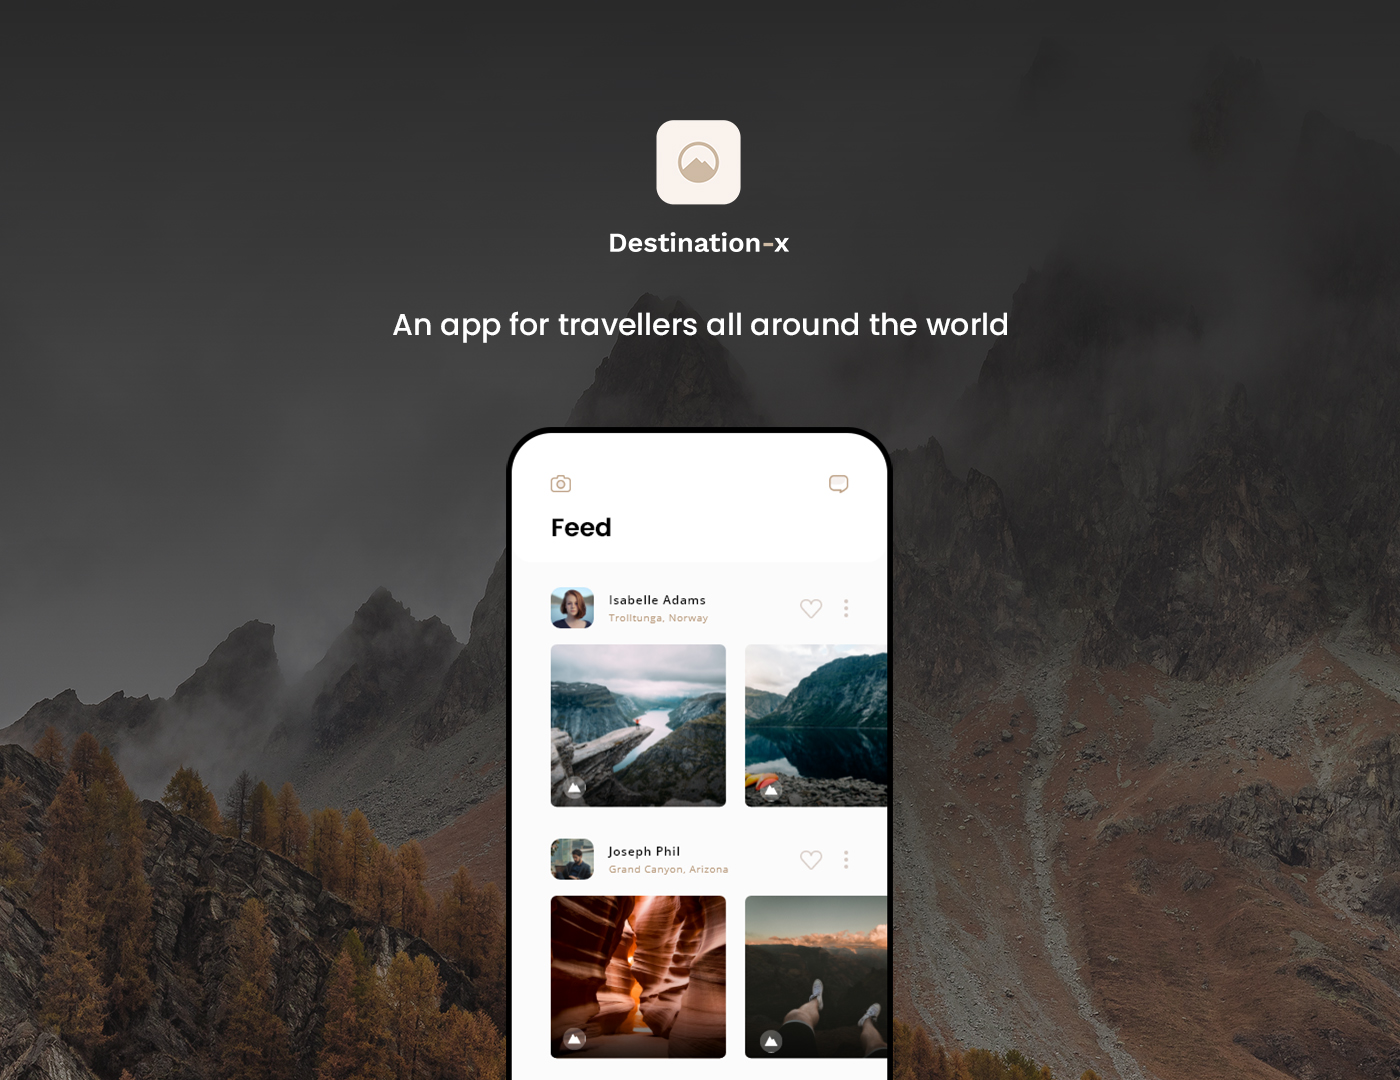 Destination-x
An app for travellers all around the world
Feed
Isabelle Adams
Trolltunga, Norway
Joseph Phil
Grand Canyon, Arizona